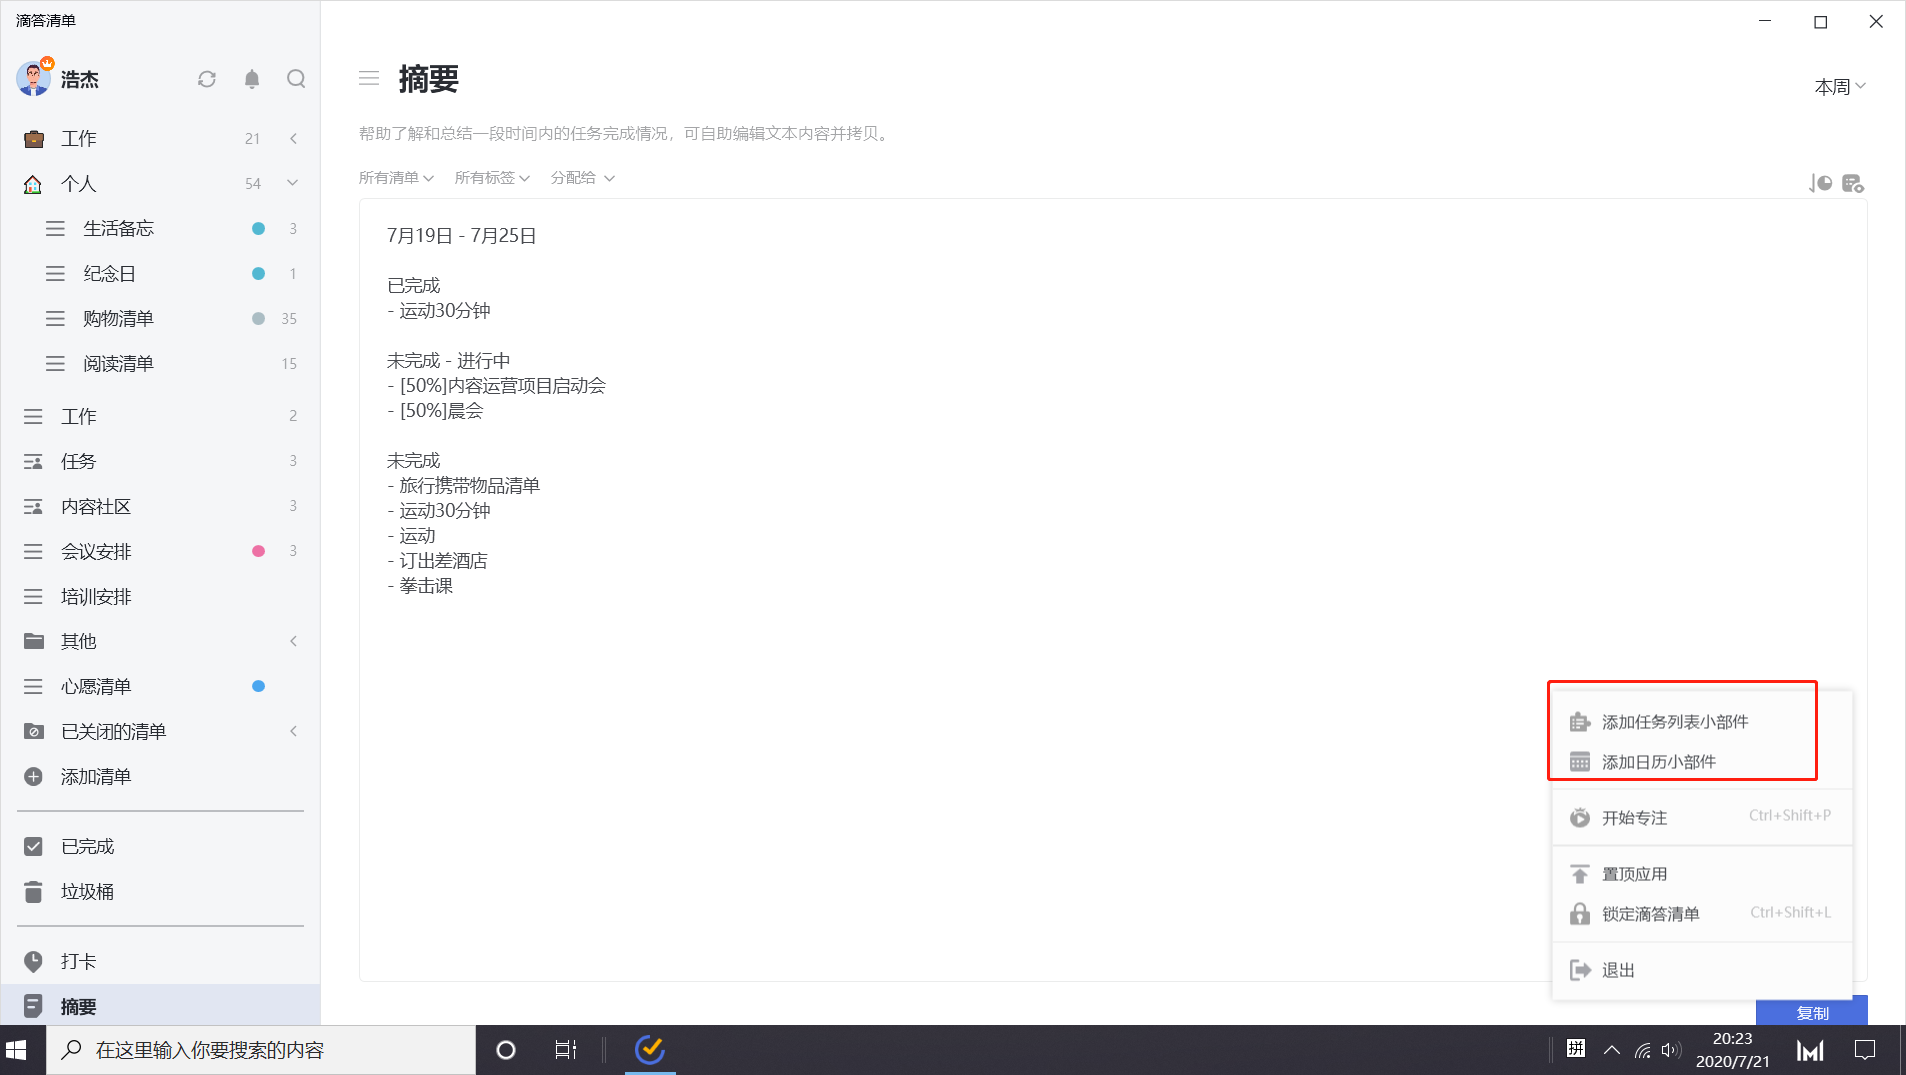 滴答清单
浩杰
工作 21
个人 54
生活备忘 3
纪念日 1
购物清单 35
阅读清单 15
工作 2
任务 3
内容社区 3
会议安排 3
培训安排
其他
心愿清单
已关闭的清单
添加清单
已完成
垃圾桶
打卡
摘要
摘要
本周
帮助了解和总结一段时间内的任务完成情况，可自助编辑文本内容并拷贝。
所有清单 所有标签 分配给
7月19日 - 7月25日
已完成
- 运动30分钟
未完成 - 进行中
- [50%]内容运营项目启动会
- [50%]晨会
未完成
- 旅行携带物品清单
- 运动30分钟
- 运动
- 订出差酒店
- 拳击课
添加任务列表小部件
添加日历小部件
开始专注 Ctrl+Shift+P
置顶应用
锁定滴答清单 Ctrl+Shift+L
退出
复制
在这里输入你要搜索的内容
拼
20:23
2020/7/21